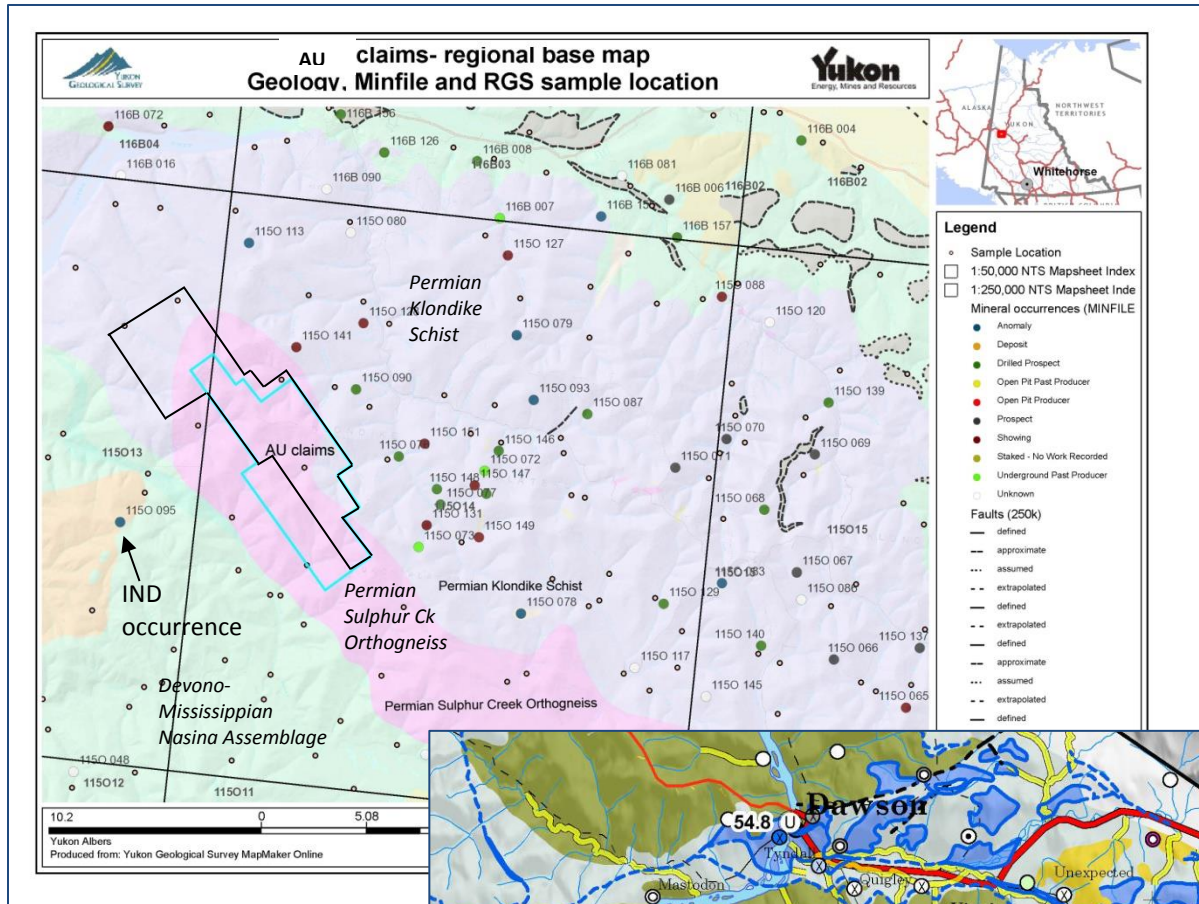 YUKON
GEOLOGICAL SURVEY
AU claims- regional base map
Geology, Minfile and RGS sample location
Yukon
Energy, Mines and Resources
ALASKA
YUKON
NORTHWEST
TERRITORIES
Whitehorse
116B 072
116B04
116B 016
116B 156
116B 126
116B 008
116B03
116B 090
116B 081
116B 004
116B02
116B 006
116B02
116B 007
116B 157
115O 113
115O 080
115O 127
Permian
Klondike
Schist
115O 088
115O 120
115O 141
115O 079
115O 090
115O 093
115O 087
115O 139
AU claims
115O 151
115O 146
115O 072
115O 070
115O 069
115O13
115O 148
115O 147
115O 077
115O14
115O 131
115O 068
115O 095
115O 149
115O 073
115O15
IND
occurrence
Permian Klondike Schist
115O 067
115O 083
115O 086
115O 078
115O 129
Permian
Sulphur Ck
Orthogneiss
115O 140
115O 137
115O 066
115O 117
115O 145
115O 065
Devono-
Mississippian
Nasina Assemblage
Permian Sulphur Creek Orthogneiss
115O 048
115O12
115O11
Legend
Sample Location
1:50,000 NTS Mapsheet Index
1:250,000 NTS Mapsheet Inde
Mineral occurrences (MINFILE
Anomaly
Deposit
Drilled Prospect
Open Pit Past Producer
Open Pit Producer
Prospect
Showing
Staked - No Work Recorded
Underground Past Producer
Unknown
Faults (250k)
defined
approximate
assumed
extrapolated
defined
extrapolated
defined
approximate
assumed
extrapolated
defined
10.2
0
5.08
Yukon Albers
Produced from: Yukon Geological Survey MapMaker Online
Dawson
54.8
U
Tyndal
Mastodon
Quigley
Unexpected